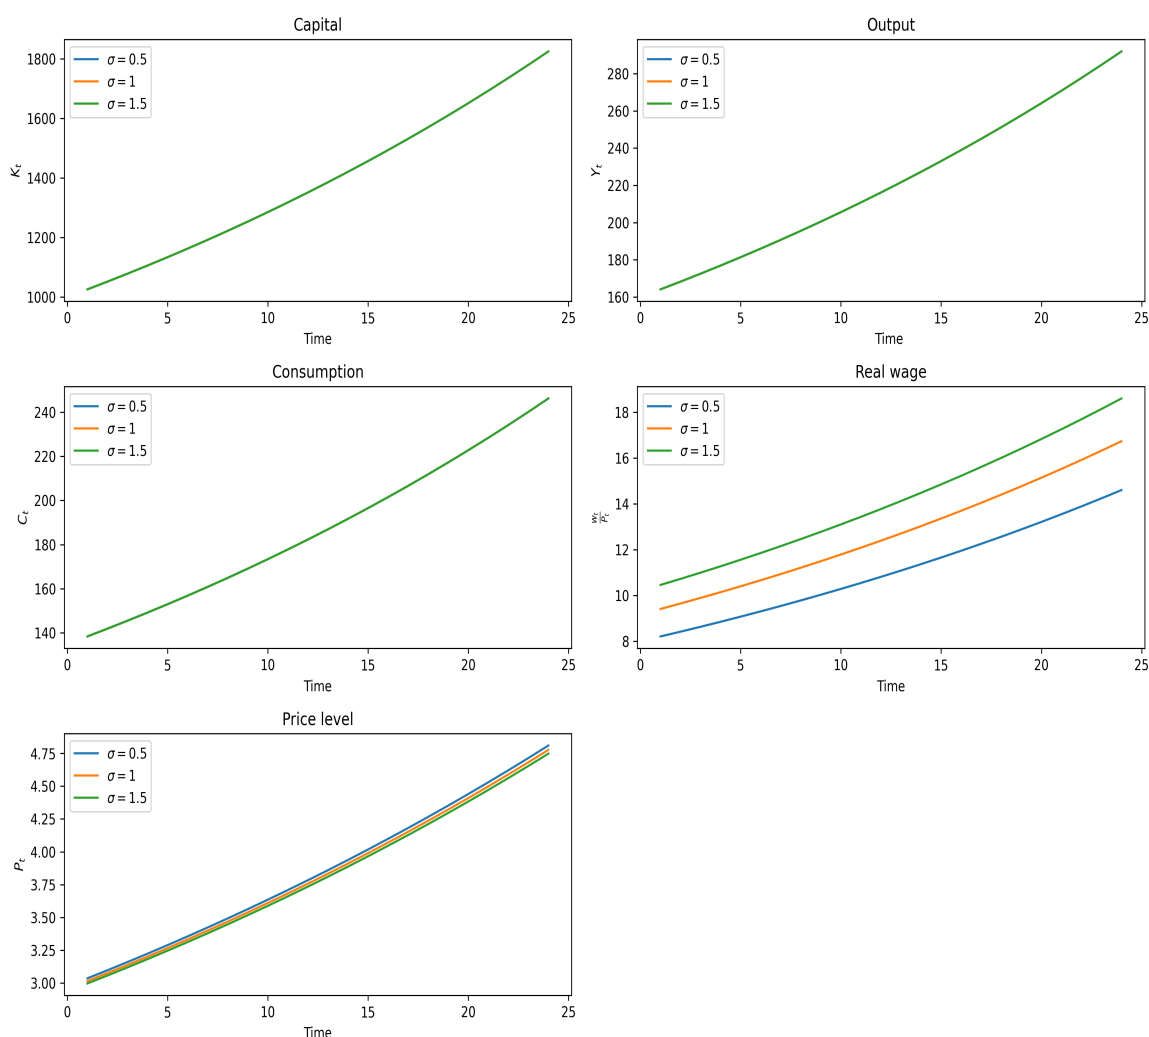 Capital
1800
1600
1400
1200
1000
K_t
0 5 10 15 20 25
Time
σ = 0.5
σ = 1
σ = 1.5
Output
280
260
240
220
200
180
160
Y_t
0 5 10 15 20 25
Time
σ = 0.5
σ = 1
σ = 1.5
Consumption
240
220
200
180
160
140
C_t
0 5 10 15 20 25
Time
σ = 0.5
σ = 1
σ = 1.5
Real wage
18
16
14
12
10
8
w_t/P_t
0 5 10 15 20 25
Time
σ = 0.5
σ = 1
σ = 1.5
Price level
4.75
4.50
4.25
4.00
3.75
3.50
3.25
3.00
P_t
0 5 10 15 20 25
Time
σ = 0.5
σ = 1
σ = 1.5